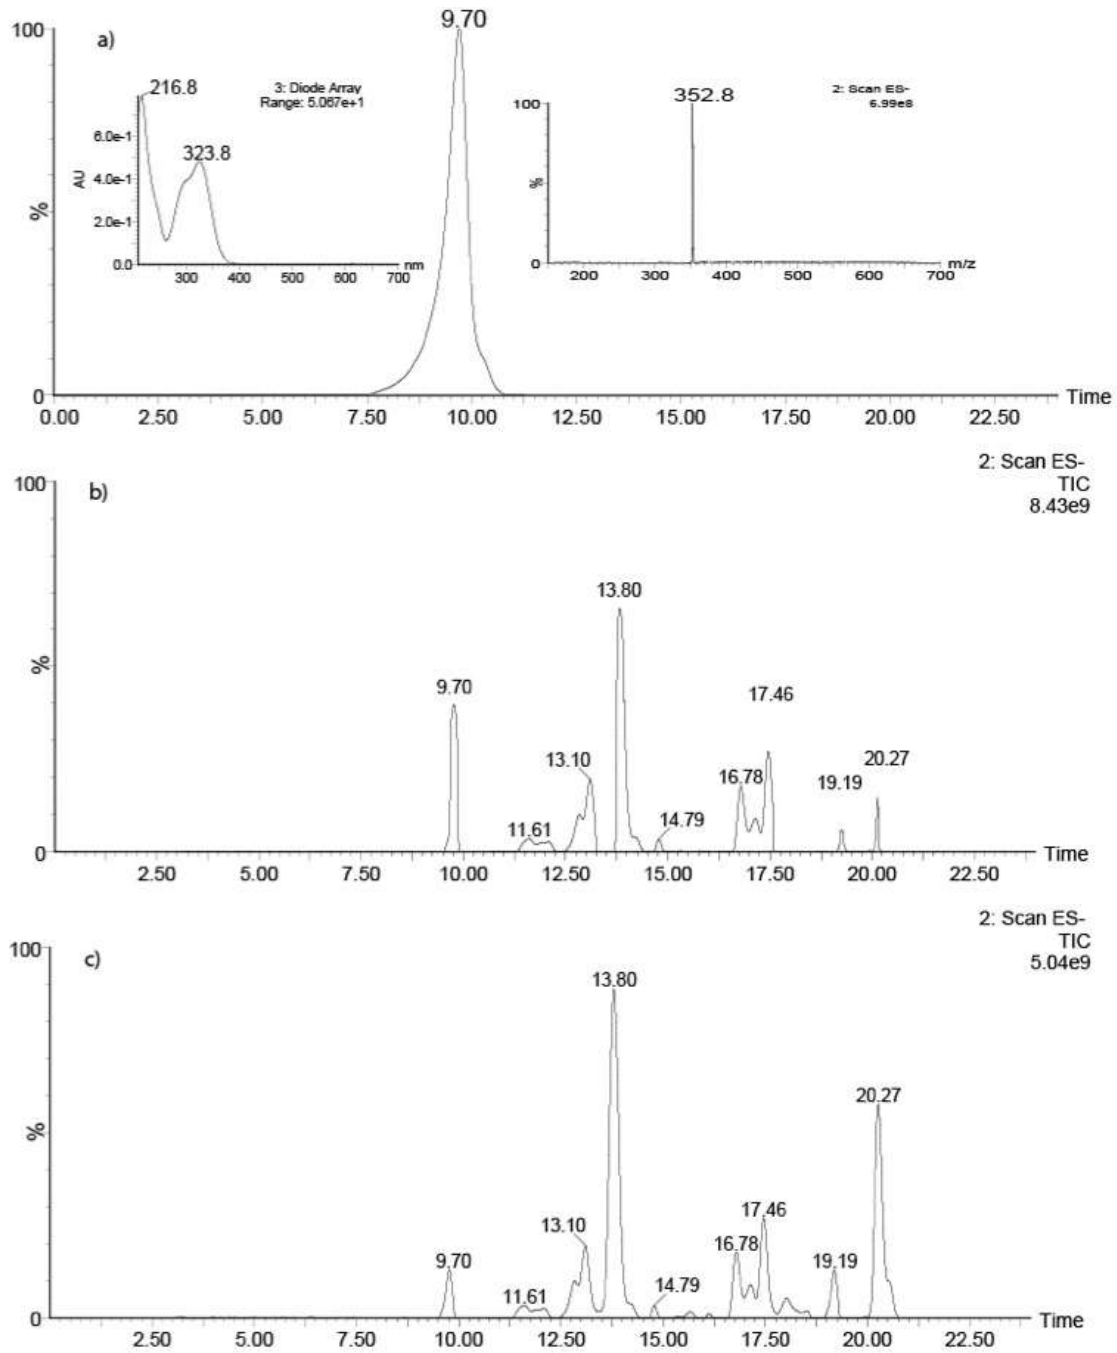 100
a)
9.70
216.8
3: Diode Array
Range: 5.067e+1
6.0e-1
323.8
AU
4.0e-1
2.0e-1
0.0
300 400 500 600 700 nm
100
352.8
2: Scan ES-
6.99e8
%
0
200 300 400 500 600 700 m/z
%
0
0.00 2.50 5.00 7.50 10.00 12.50 15.00 17.50 20.00 22.50 Time
2: Scan ES-
TIC
8.43e9
100
b)
13.80
%
9.70
17.46
13.10
16.78
20.27
19.19
11.61
14.79
0
2.50 5.00 7.50 10.00 12.50 15.00 17.50 20.00 22.50 Time
2: Scan ES-
TIC
5.04e9
100
c)
13.80
20.27
%
13.10
17.46
16.78
9.70
19.19
11.61
14.79
0
2.50 5.00 7.50 10.00 12.50 15.00 17.50 20.00 22.50 Time